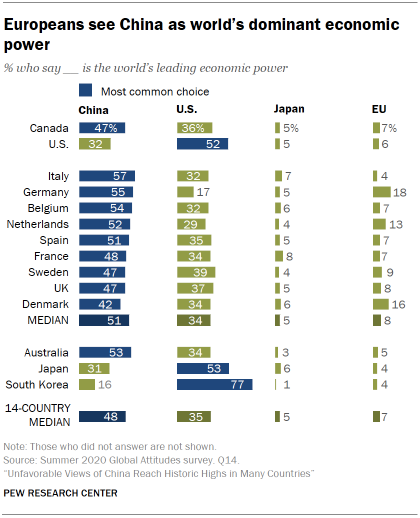 Europeans see China as world's dominant economic
power
% who say __ is the world's leading economic power
Most common choice
China U.S. Japan EU
Canada 47% 36% 5% 7%
U.S. 32 52 5 6
Italy 57 32 7 4
Germany 55 17 5 18
Belgium 54 32 6 7
Netherlands 52 29 4 13
Spain 51 35 5 7
France 48 34 8 7
Sweden 47 39 4 9
UK 47 37 5 8
Denmark 42 34 6 16
MEDIAN 51 34 5 8
Australia 53 34 3 5
Japan 31 53 6 4
South Korea 16 77 1 4
14-COUNTRY
MEDIAN 48 35 5 7
Note: Those who did not answer are not shown.
Source: Summer 2020 Global Attitudes survey. Q14.
"Unfavorable Views of China Reach Historic Highs in Many Countries"
PEW RESEARCH CENTER